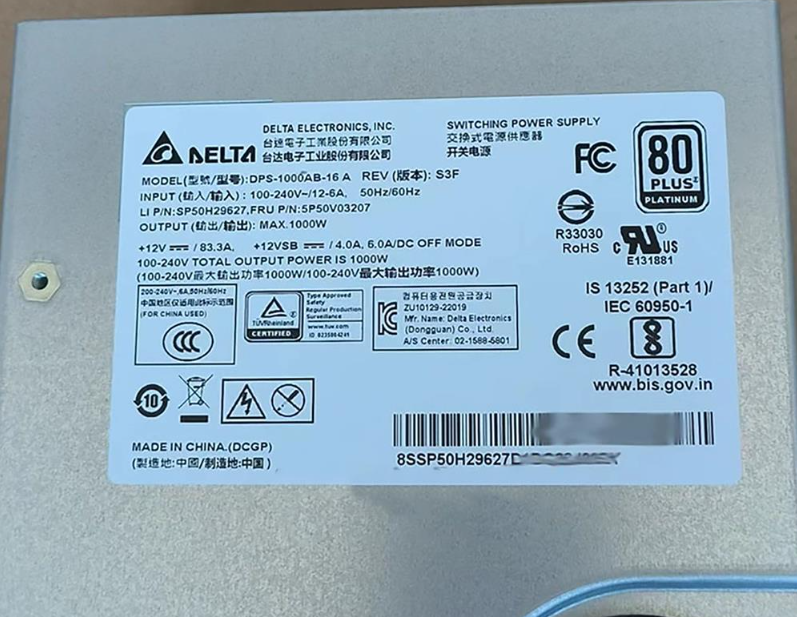 DELTA
DELTA ELECTRONICS, INC.
台達電子工業股份有限公司
台达电子工业股份有限公司
SWITCHING POWER SUPPLY
交換式電源供應器
开关电源
MODEL(型號/型号):DPS-1000AB-16 A REV (版本): S3F
INPUT (輸入/输入) : 100-240V~/12-6A, 50Hz/60Hz
LI P/N:SP50H29627,FRU P/N:5P50V03207
OUTPUT (輸出/输出): MAX.1000W
+12V ⎓ / 83.3A, +12VSB ⎓ / 4.0A, 6.0A/DC OFF MODE
100-240V TOTAL OUTPUT POWER IS 1000W
(100-240V最大輸出功率1000W/100-240V最大输出功率1000W)
FC
80
PLUS
PLATINUM
R33030
RoHS
c RU ® US
E131881
200-240V~,6A,50Hz/60Hz
中国地区仅适用此标示范围
(FOR CHINA USED)
CCC
TÜVRheinland
CERTIFIED
Type Approved
Safety
Regular Production
Surveillance
www.tuv.com
컴퓨터용전원공급장치
ZU10129-22019
Mfr. Name: Delta Electronics
(Dongguan) Co., Ltd.
A/S Center: 02-1588-5801
IS 13252 (Part 1)/
IEC 60950-1
CE
R-41013528
www.bis.gov.in
10
MADE IN CHINA.(DCGP)
(製造地:中國/制造地:中国)
8SSP50H29627